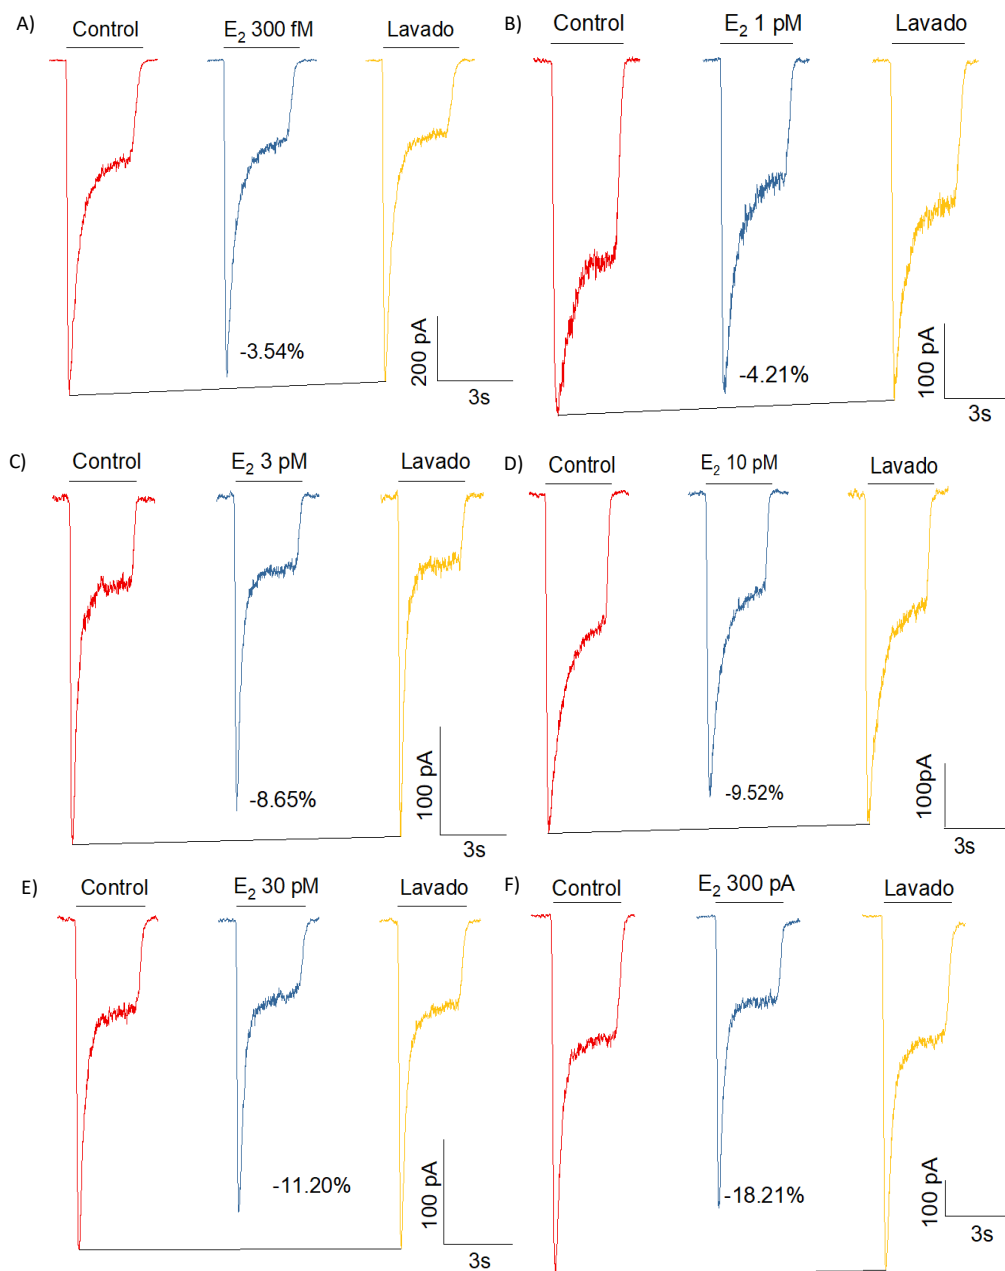 A)
Control
E₂ 300 fM
Lavado
-3.54%
200 pA
3s
B)
Control
E₂ 1 pM
Lavado
-4.21%
100 pA
3s
C)
Control
E₂ 3 pM
Lavado
-8.65%
100 pA
3s
D)
Control
E₂ 10 pM
Lavado
-9.52%
100pA
3s
E)
Control
E₂ 30 pM
Lavado
-11.20%
100 pA
3s
F)
Control
E₂ 300 pA
Lavado
-18.21%
100 pA
3s